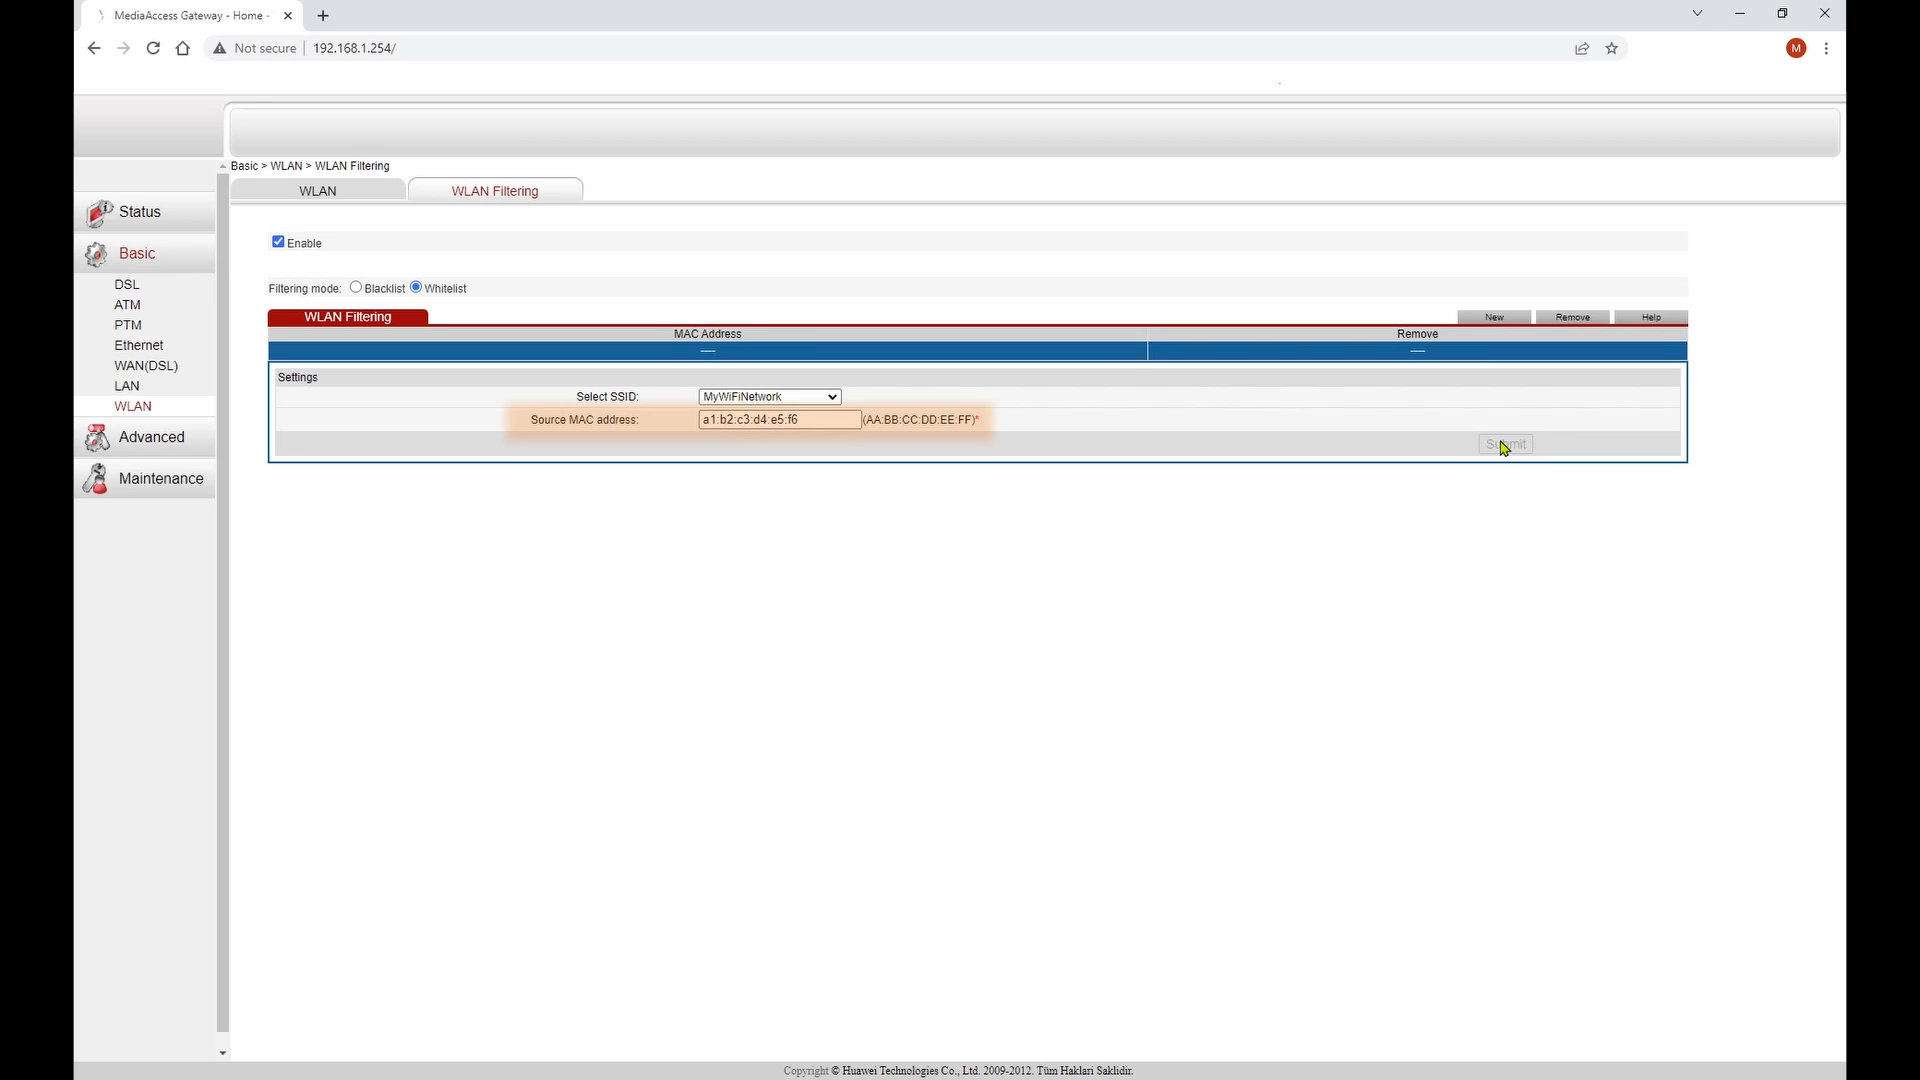 MediaAccess Gateway - Home -
Not secure 192.168.1.254/
M
Basic > WLAN > WLAN Filtering
WLAN WLAN Filtering
Status
Basic
DSL
ATM
PTM
Ethernet
WAN(DSL)
LAN
WLAN
Advanced
Maintenance
Enable
Filtering mode: Blacklist Whitelist
WLAN Filtering New Remove Help
MAC Address Remove
---- ----
Settings
Select SSID: MyWiFiNetwork
Source MAC address: a1:b2:c3:d4:e5:f6 (AA:BB:CC:DD:EE:FF)*
Submit
Copyright © Huawei Technologies Co., Ltd. 2009-2012. Tüm Haklari Saklidir.